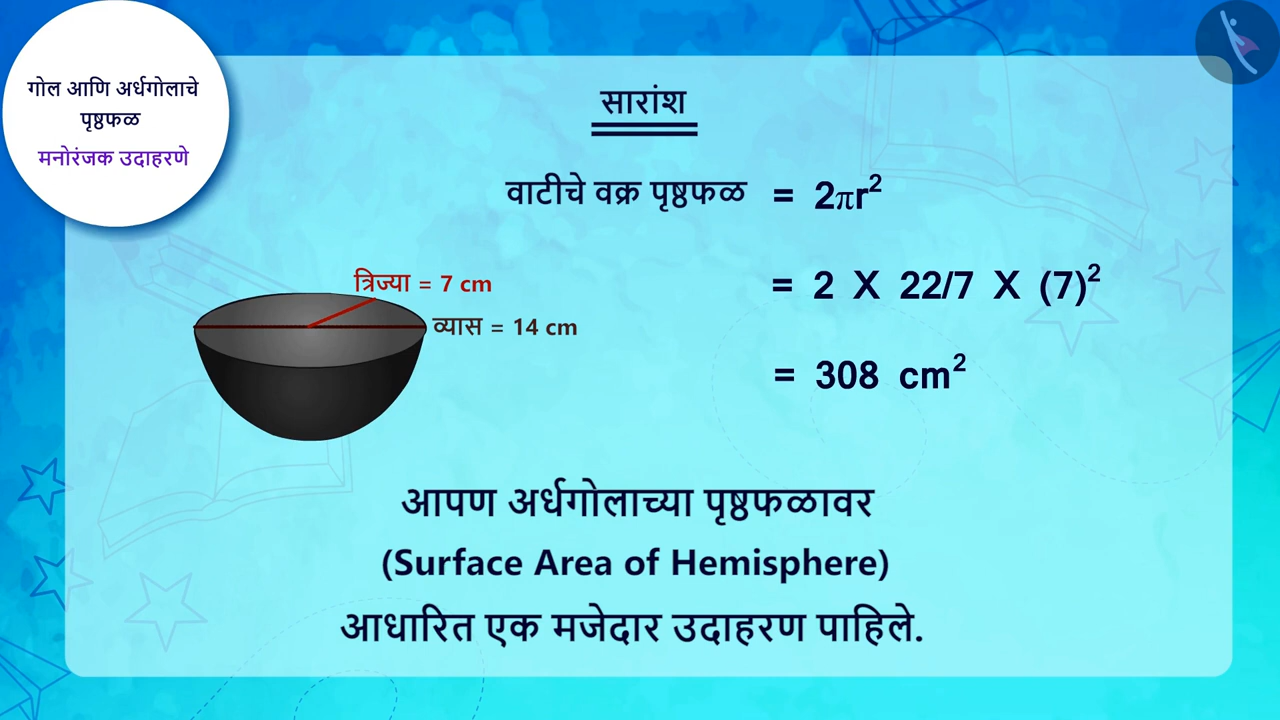 गोल आणि अर्धगोलाचे
पृष्ठफळ
मनोरंजक उदाहरणे
सारांश
वाटीचे वक्र पृष्ठफळ = 2πr²
= 2 X 22/7 X (7)²
= 308 cm²
त्रिज्या = 7 cm
व्यास = 14 cm
आपण अर्धगोलाच्या पृष्ठफळावर
(Surface Area of Hemisphere)
आधारित एक मजेदार उदाहरण पाहिले.